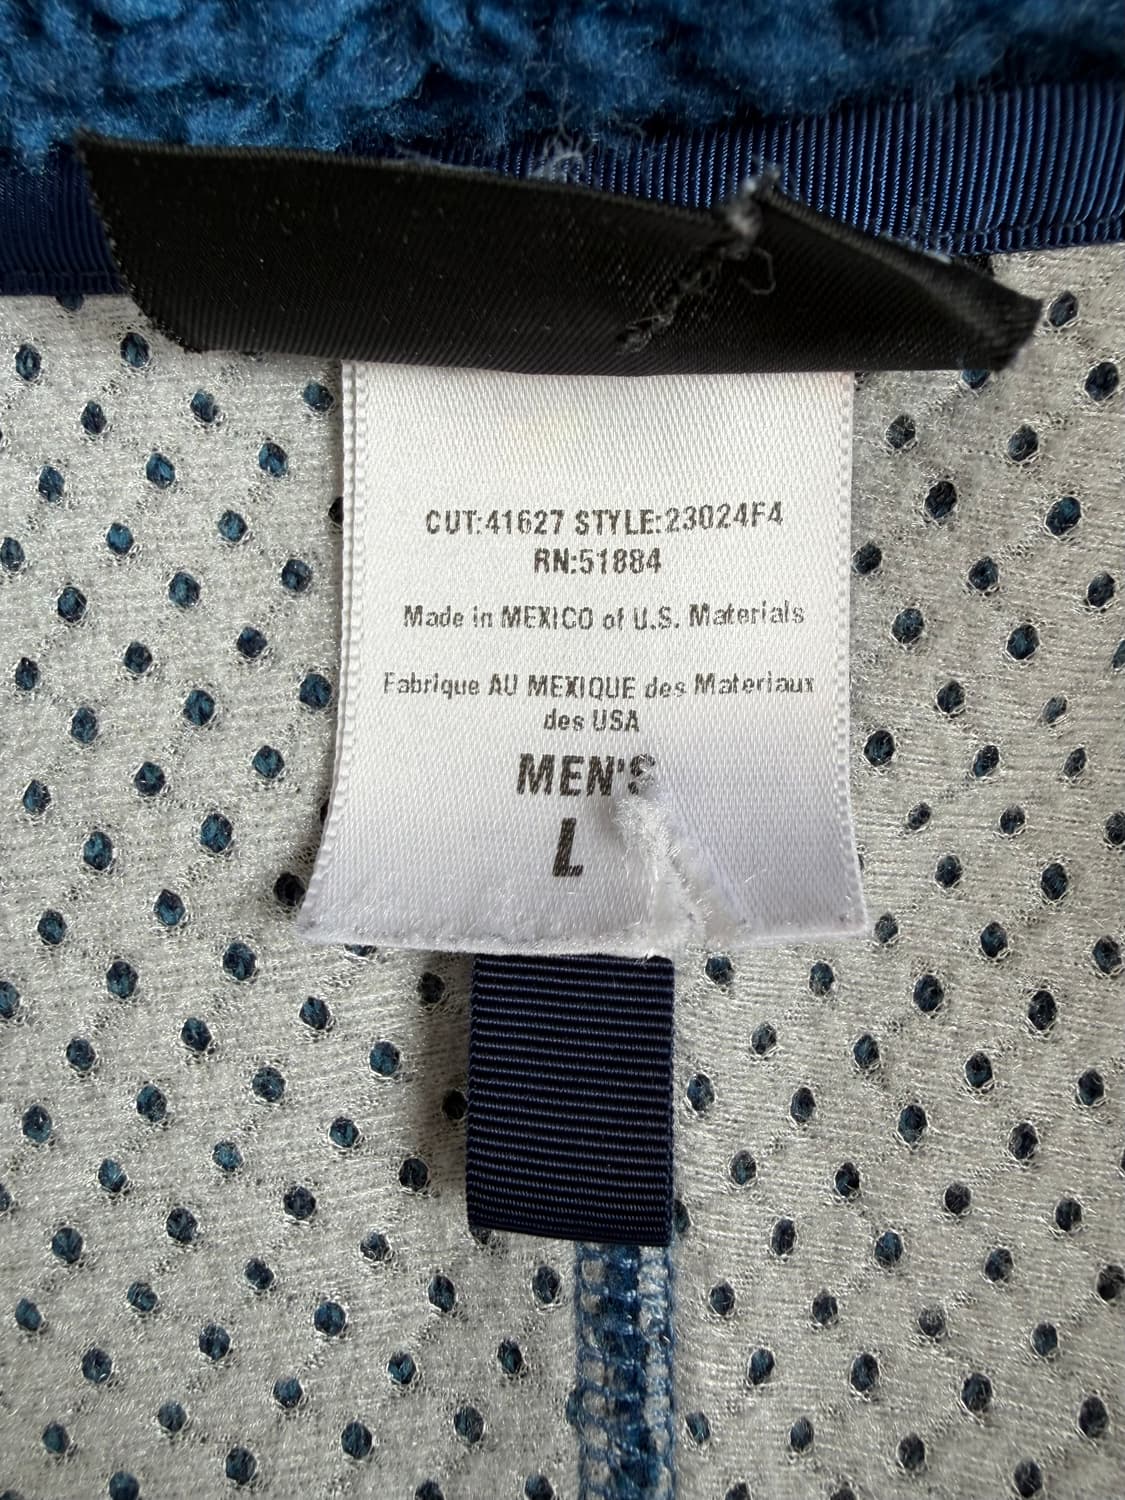 CUT:41627 STYLE:23024F4
RN:51884
Made in MEXICO of U.S. Materials
Fabrique AU MEXIQUE des Materiaux
des USA
MEN'S
L